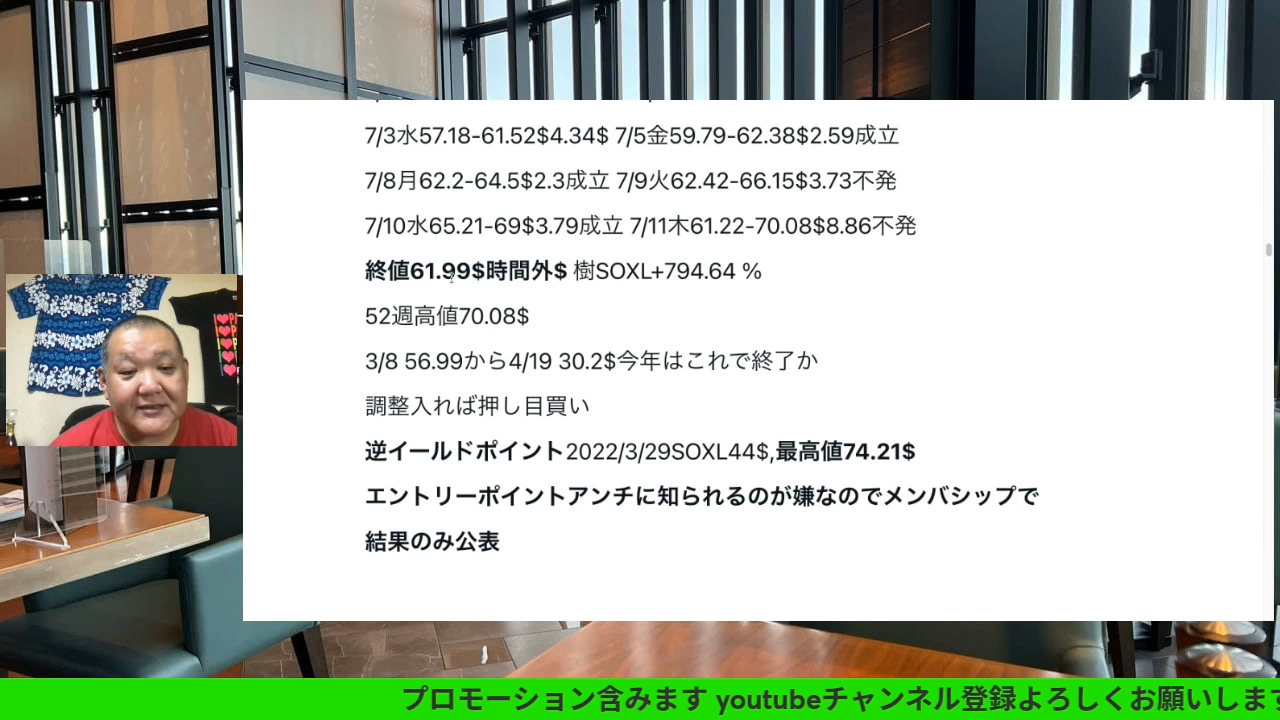 7/3水57.18-61.52$4.34$ 7/5金59.79-62.38$2.59成立
7/8月62.2-64.5$2.3成立 7/9火62.42-66.15$3.73不発
7/10水65.21-69$3.79成立 7/11木61.22-70.08$8.86不発
終値61.99$時間外$ 樹SOXL+794.64 %
52週高値70.08$
3/8 56.99から4/19 30.2$今年はこれで終了か
調整入れば押し目買い
逆イールドポイント2022/3/29SOXL44$,最高値74.21$
エントリーポイントアンチに知られるのが嫌なのでメンバシップで
結果のみ公表
プロモーション含みます youtubeチャンネル登録よろしくお願いします